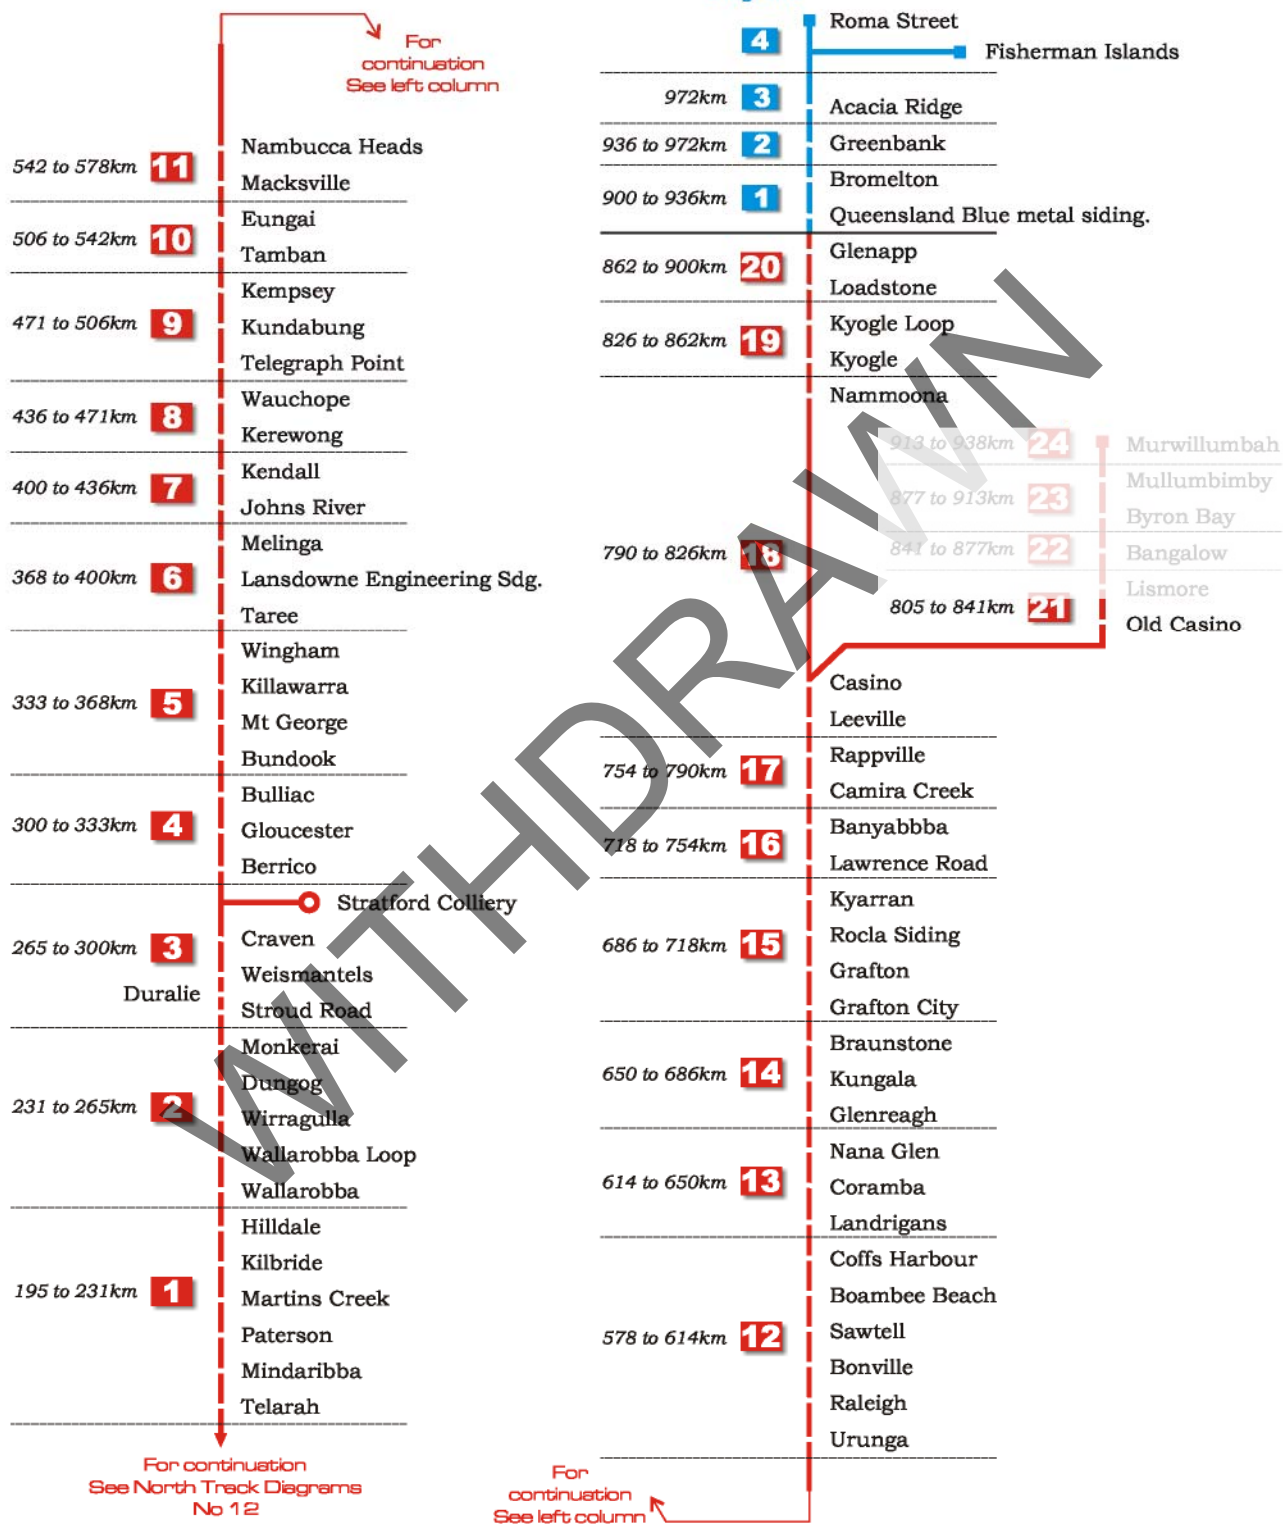 For
continuation
See left column
Nambucca Heads
542 to 578km 11
Macksville
Eungai
506 to 542km 10
Tamban
Kempsey
471 to 506km 9
Kundabung
Telegraph Point
Wauchope
436 to 471km 8
Kerewong
Kendall
400 to 436km 7
Johns River
Melinga
368 to 400km 6
Lansdowne Engineering Sdg.
Taree
Wingham
Killawarra
333 to 368km 5
Mt George
Bundook
Bulliac
300 to 333km 4
Gloucester
Berrico
Stratford Colliery
Craven
265 to 300km 3
Weismantels
Duralie
Stroud Road
Monkerai
Dungog
231 to 265km 2
Wirragulla
Wallarobba Loop
Wallarobba
Hilldale
Kilbride
195 to 231km 1
Martins Creek
Paterson
Mindaribba
Telarah
For continuation
See North Track Diagrams
No 12
Roma Street
4
Fisherman Islands
972km 3
Acacia Ridge
936 to 972km 2
Greenbank
Bromelton
900 to 936km 1
Queensland Blue metal siding.
Glenapp
862 to 900km 20
Loadstone
Kyogle Loop
826 to 862km 19
Kyogle
Nammoona
913 to 938km 24
Murwillumbah
Mullumbimby
877 to 913km 23
Byron Bay
841 to 877km 22
Bangalow
790 to 826km 18
Lismore
805 to 841km 21
Old Casino
Casino
Leeville
Rappville
754 to 790km 17
Camira Creek
Banyabbba
718 to 754km 16
Lawrence Road
Kyarran
Rocla Siding
686 to 718km 15
Grafton
Grafton City
Braunstone
650 to 686km 14
Kungala
Glenreagh
Nana Glen
614 to 650km 13
Coramba
Landrigans
Coffs Harbour
Boambee Beach
578 to 614km 12
Sawtell
Bonville
Raleigh
Urunga
For
continuation
See left column
WITHDRAWN